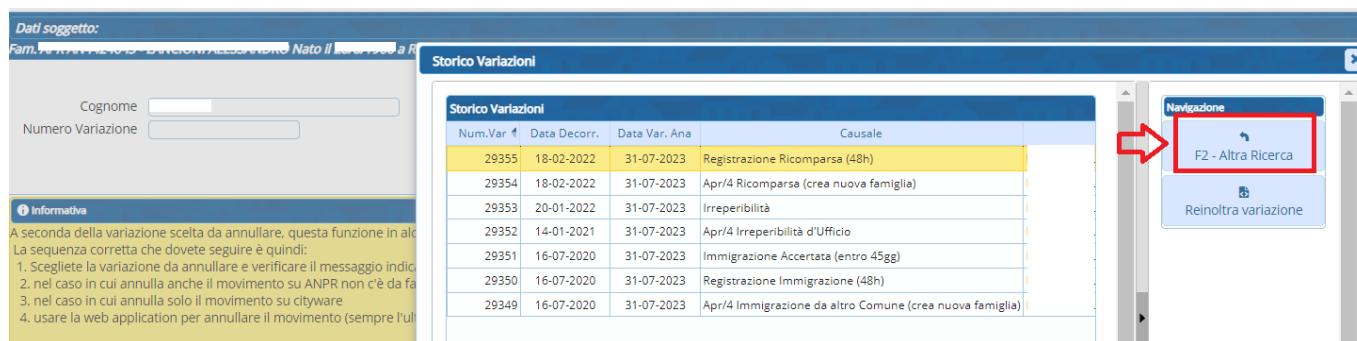 Dati soggetto:
Fam. Nato il a R
Storico Variazioni
Cognome
Numero Variazione
Storico Variazioni
Num.Var Data Decorr. Data Var. Ana Causale
29355 18-02-2022 31-07-2023 Registrazione Ricomparsa (48h)
29354 18-02-2022 31-07-2023 Apr/4 Ricomparsa (crea nuova famiglia)
29353 20-01-2022 31-07-2023 Irreperibilità
29352 14-01-2021 31-07-2023 Apr/4 Irreperibilità d'Ufficio
29351 16-07-2020 31-07-2023 Immigrazione Accertata (entro 45gg)
29350 16-07-2020 31-07-2023 Registrazione Immigrazione (48h)
29349 16-07-2020 31-07-2023 Apr/4 Immigrazione da altro Comune (crea nuova famiglia)
Navigazione
F2 - Altra Ricerca
Reinoltra variazione
Informativa
A seconda della variazione scelta da annullare, questa funzione in alc
La sequenza corretta che dovete seguire è quindi:
1. Scegliete la variazione da annullare e verificare il messaggio indic
2. nel caso in cui annulla anche il movimento su ANPR non c'è da fa
3. nel caso in cui annulla solo il movimento su cityware
4. usare la web application per annullare il movimento (sempre l'ul